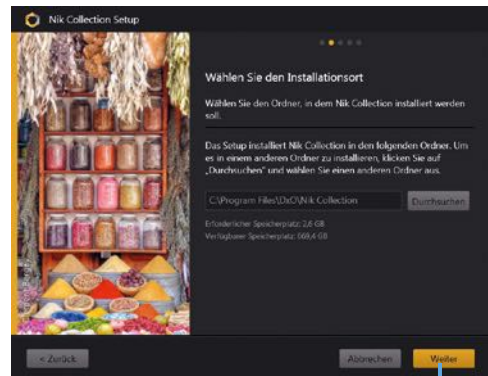 Nik Collection Setup
Wählen Sie den Installationsort
Wählen Sie den Ordner, in dem Nik Collection installiert werden
soll.
Das Setup installiert Nik Collection in den folgenden Ordner. Um
es in einem anderen Ordner zu installieren, klicken Sie auf
„Durchsuchen“ und wählen Sie einen anderen Ordner aus.
C:\Program Files\DxO\Nik Collection
Durchsuchen
Erforderlicher Speicherplatz: 2,6 GB
Verfügbarer Speicherplatz: 669,4 GB
< Zurück
Abbrechen
Weiter